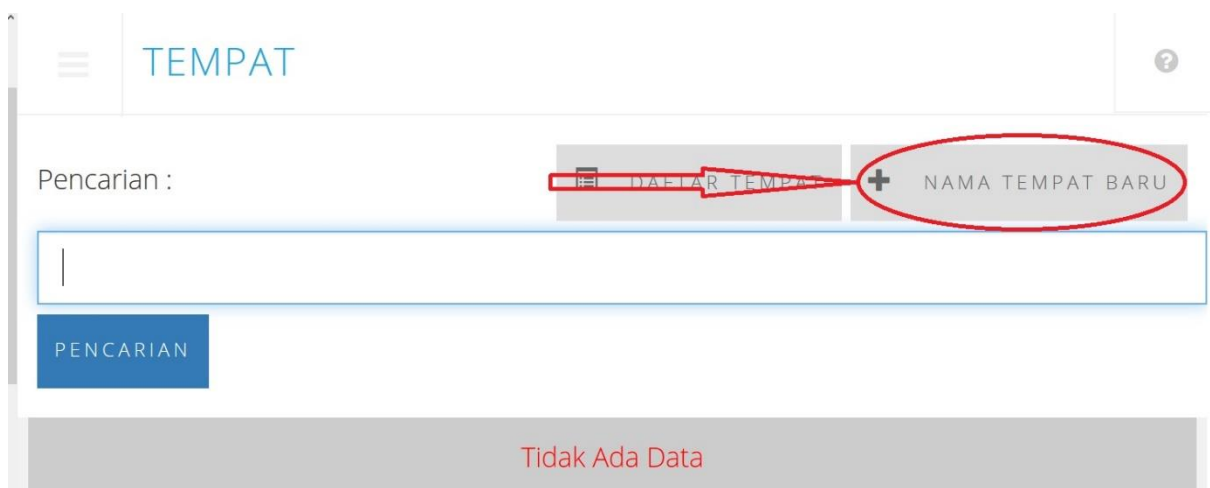 TEMPAT
Pencarian :
DAFTAR TEMPAT
NAMA TEMPAT BARU
PENCARIAN
Tidak Ada Data